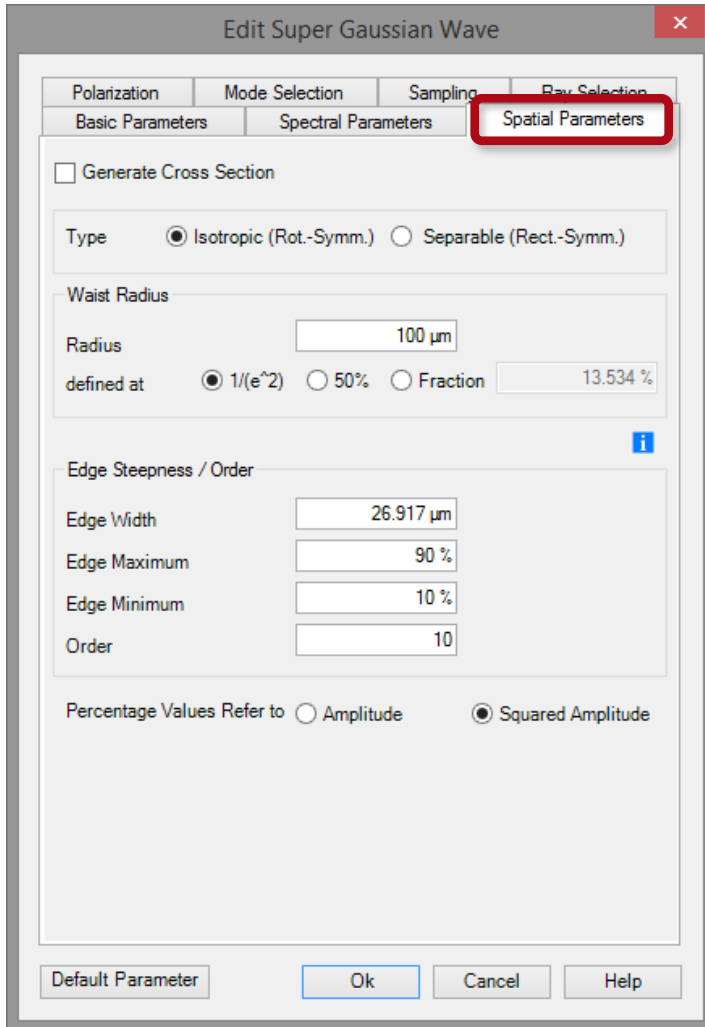 Edit Super Gaussian Wave
Polarization Mode Selection Sampling Ray Selection
Basic Parameters Spectral Parameters Spatial Parameters
Generate Cross Section
Type Isotropic (Rot.-Symm.) Separable (Rect.-Symm.)
Waist Radius
Radius 100 µm
defined at 1/(e^2) 50% Fraction 13.534 %
i
Edge Steepness / Order
Edge Width 26.917 µm
Edge Maximum 90 %
Edge Minimum 10 %
Order 10
Percentage Values Refer to Amplitude Squared Amplitude
Default Parameter Ok Cancel Help